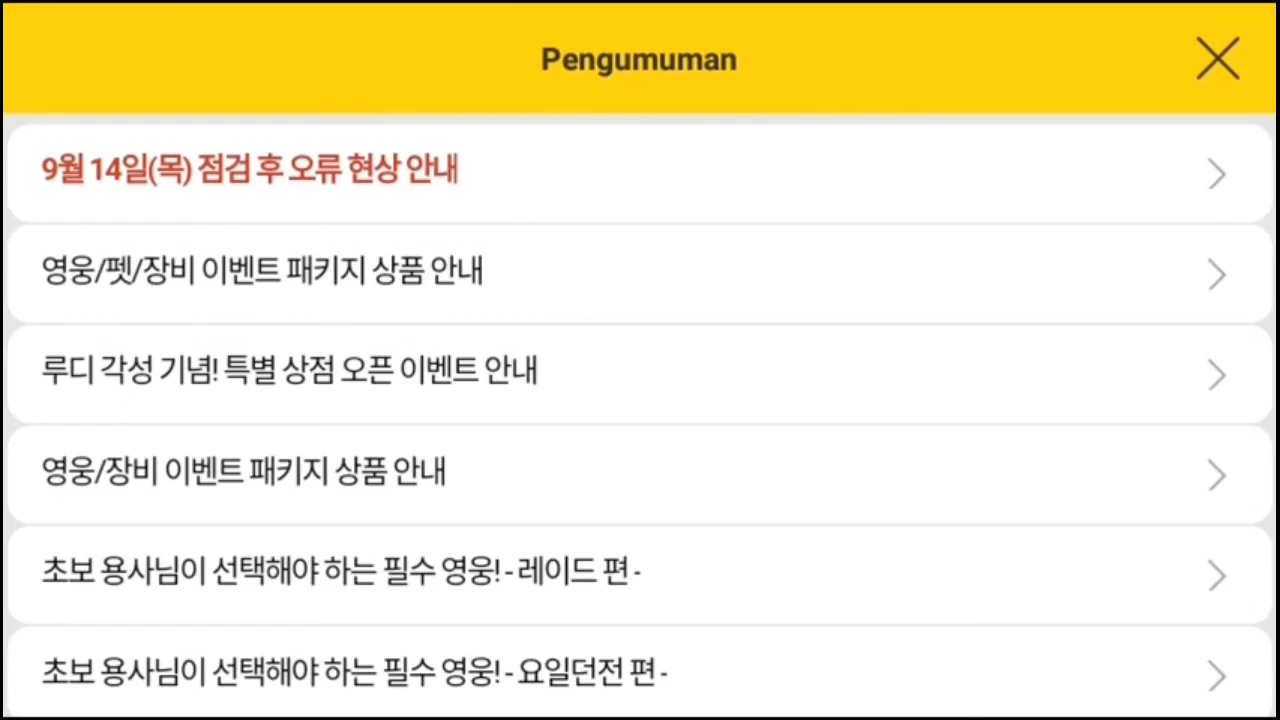 Pengumuman
9월 14일(목) 점검 후 오류 현상 안내
영웅/펫/장비 이벤트 패키지 상품 안내
루디 각성 기념! 특별 상점 오픈 이벤트 안내
영웅/장비 이벤트 패키지 상품 안내
초보 용사님이 선택해야 하는 필수 영웅! - 레이드 편 -
초보 용사님이 선택해야 하는 필수 영웅! - 요일던전 편 -